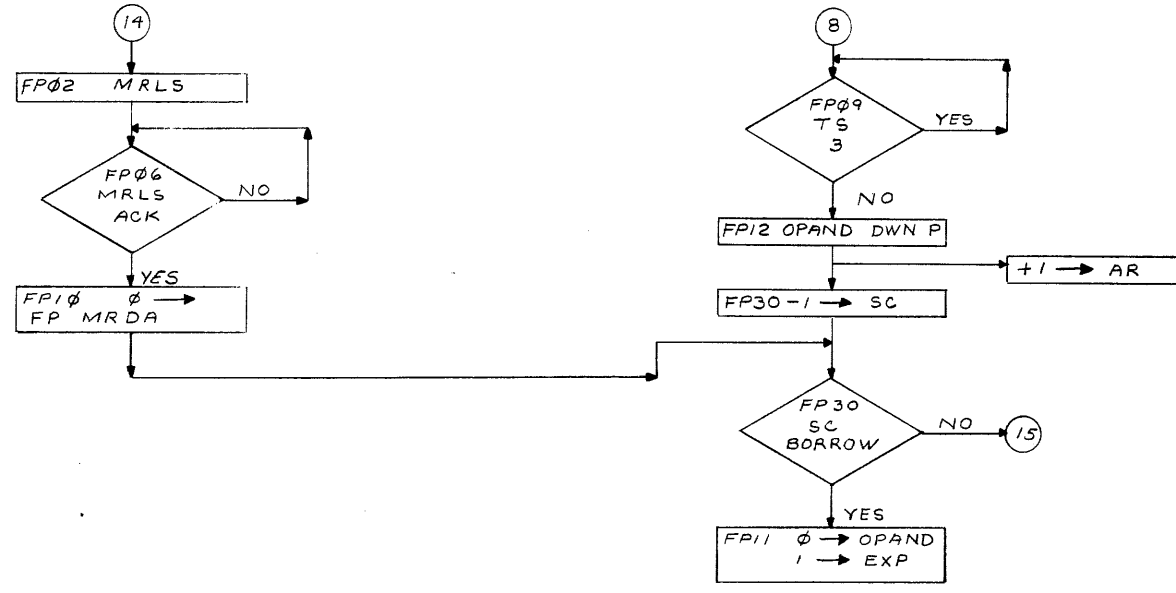 14
FPØ2 MRLS
FPØ6
MRLS
ACK
NO
YES
FP1Ø Ø →
FP MRDA
8
FPØ9
TS
3
YES
NO
FP12 OPAND DWN P
+1 → AR
FP30 -1 → SC
FP30
SC
BORROW
NO
15
YES
FP11 Ø → OPAND
1 → EXP